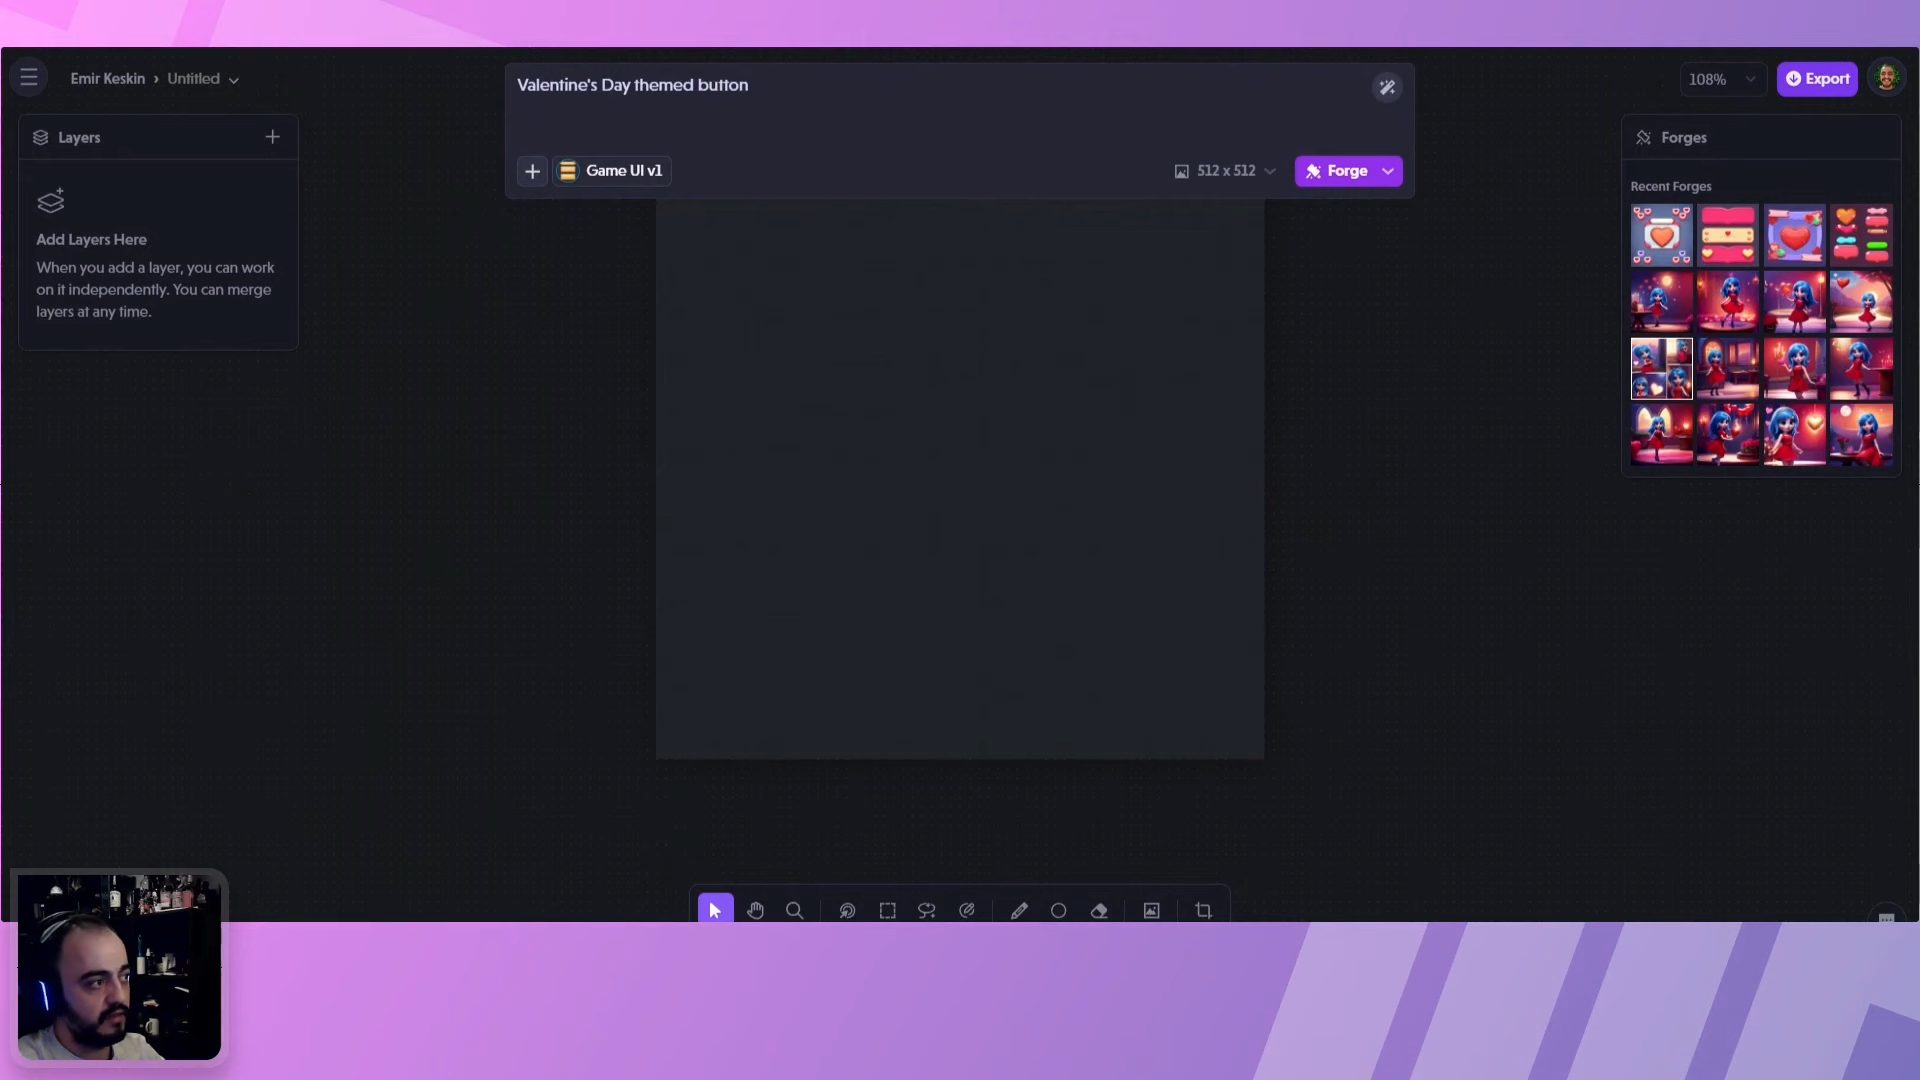 Emir Keskin › Untitled
Valentine's Day themed button
108%
Export
Layers
Game UI v1
512 x 512
Forge
Forges
Add Layers Here
When you add a layer, you can work
on it independently. You can merge
layers at any time.
Recent Forges